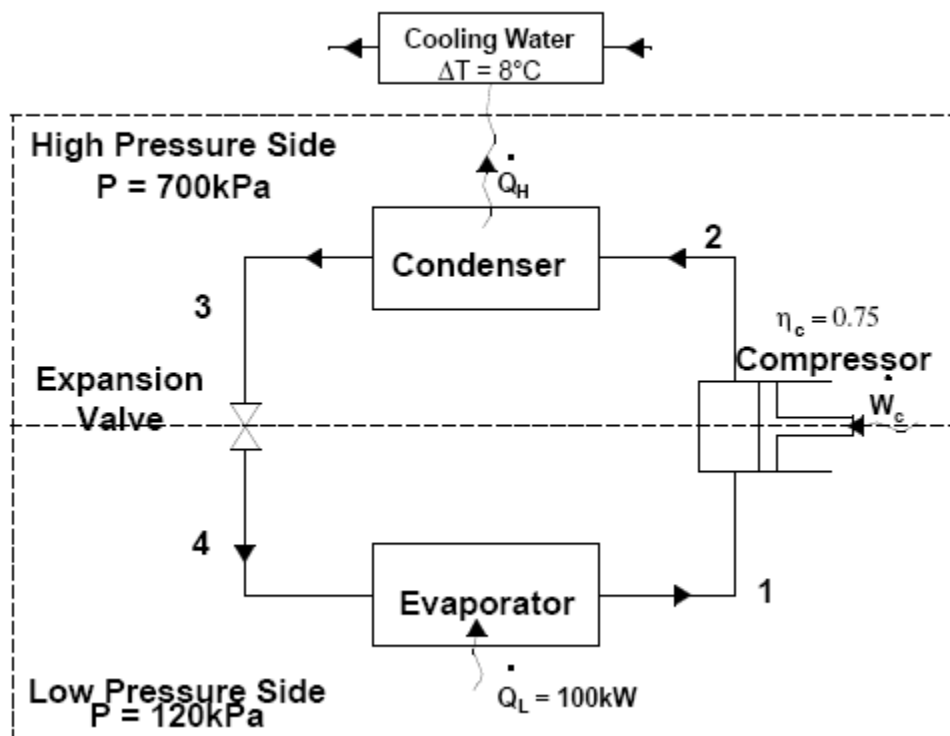 Cooling Water
ΔT = 8°C
High Pressure Side
P = 700kPa
Q̇H
Condenser
2
3
ηc = 0.75
Compressor
Expansion
Valve
Ẇc
4
Evaporator
1
Low Pressure Side
P = 120kPa
Q̇L = 100kW